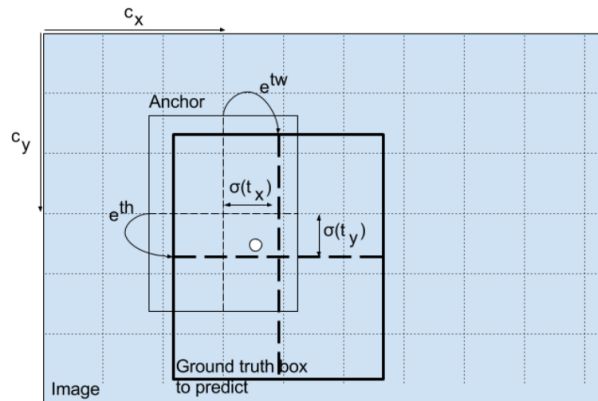 c_x
e^tw
Anchor
c_y
σ(t_x)
e^th
σ(t_y)
Ground truth box
to predict
Image